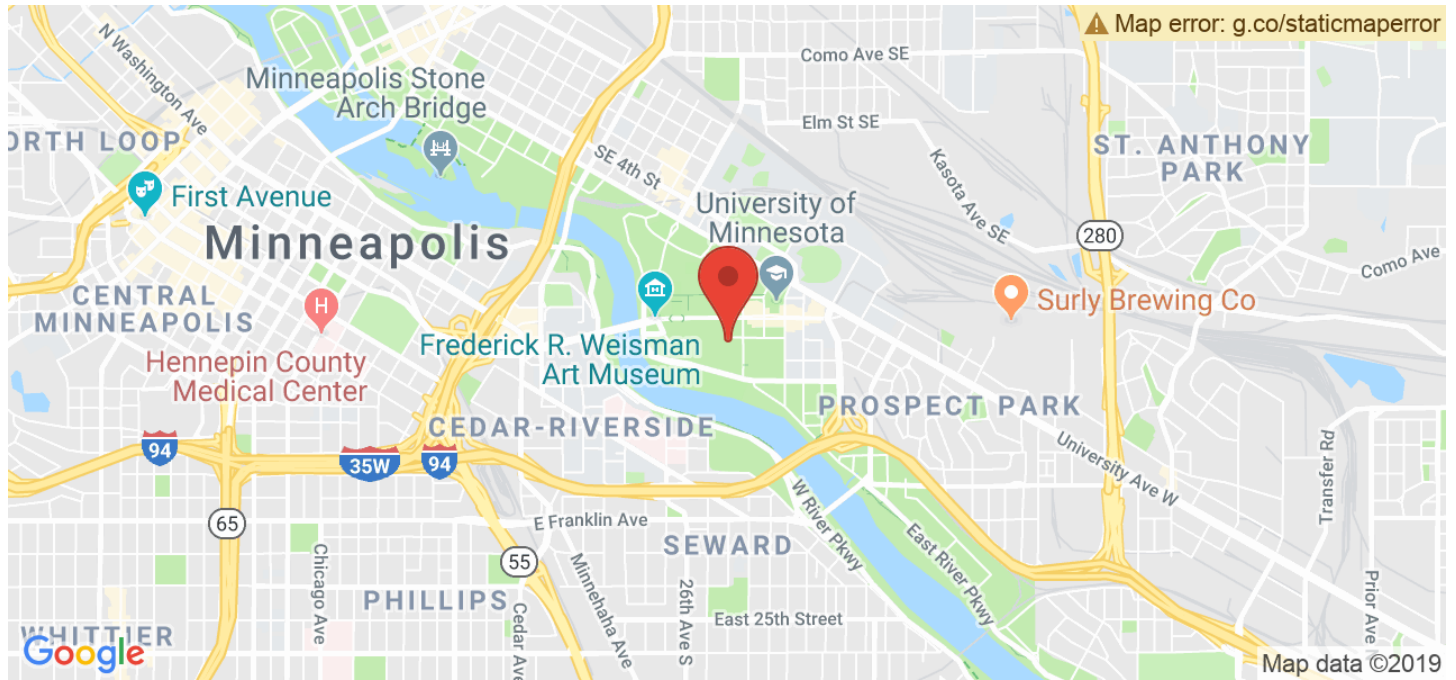 Map error: g.co/staticmaperror
N Washington Ave
Minneapolis Stone
Arch Bridge
Como Ave SE
Elm St SE
ORTH LOOP
SE 4th St
Kasota Ave SE
ST. ANTHONY
PARK
First Avenue
University of
Minnesota
Minneapolis
280
Como Ave
CENTRAL
MINNEAPOLIS
H
Surly Brewing Co
Hennepin County
Medical Center
Frederick R. Weisman
Art Museum
CEDAR-RIVERSIDE
PROSPECT PARK
94
35W
94
University Ave W
Transfer Rd
65
E Franklin Ave
W River Pkwy
SEWARD
East River Pkwy
55
Chicago Ave
Minnehaha Ave
PHILLIPS
Cedar Ave
26th Ave S
East 25th Street
Prior Ave
WHITTIER
Google
Map data ©2019